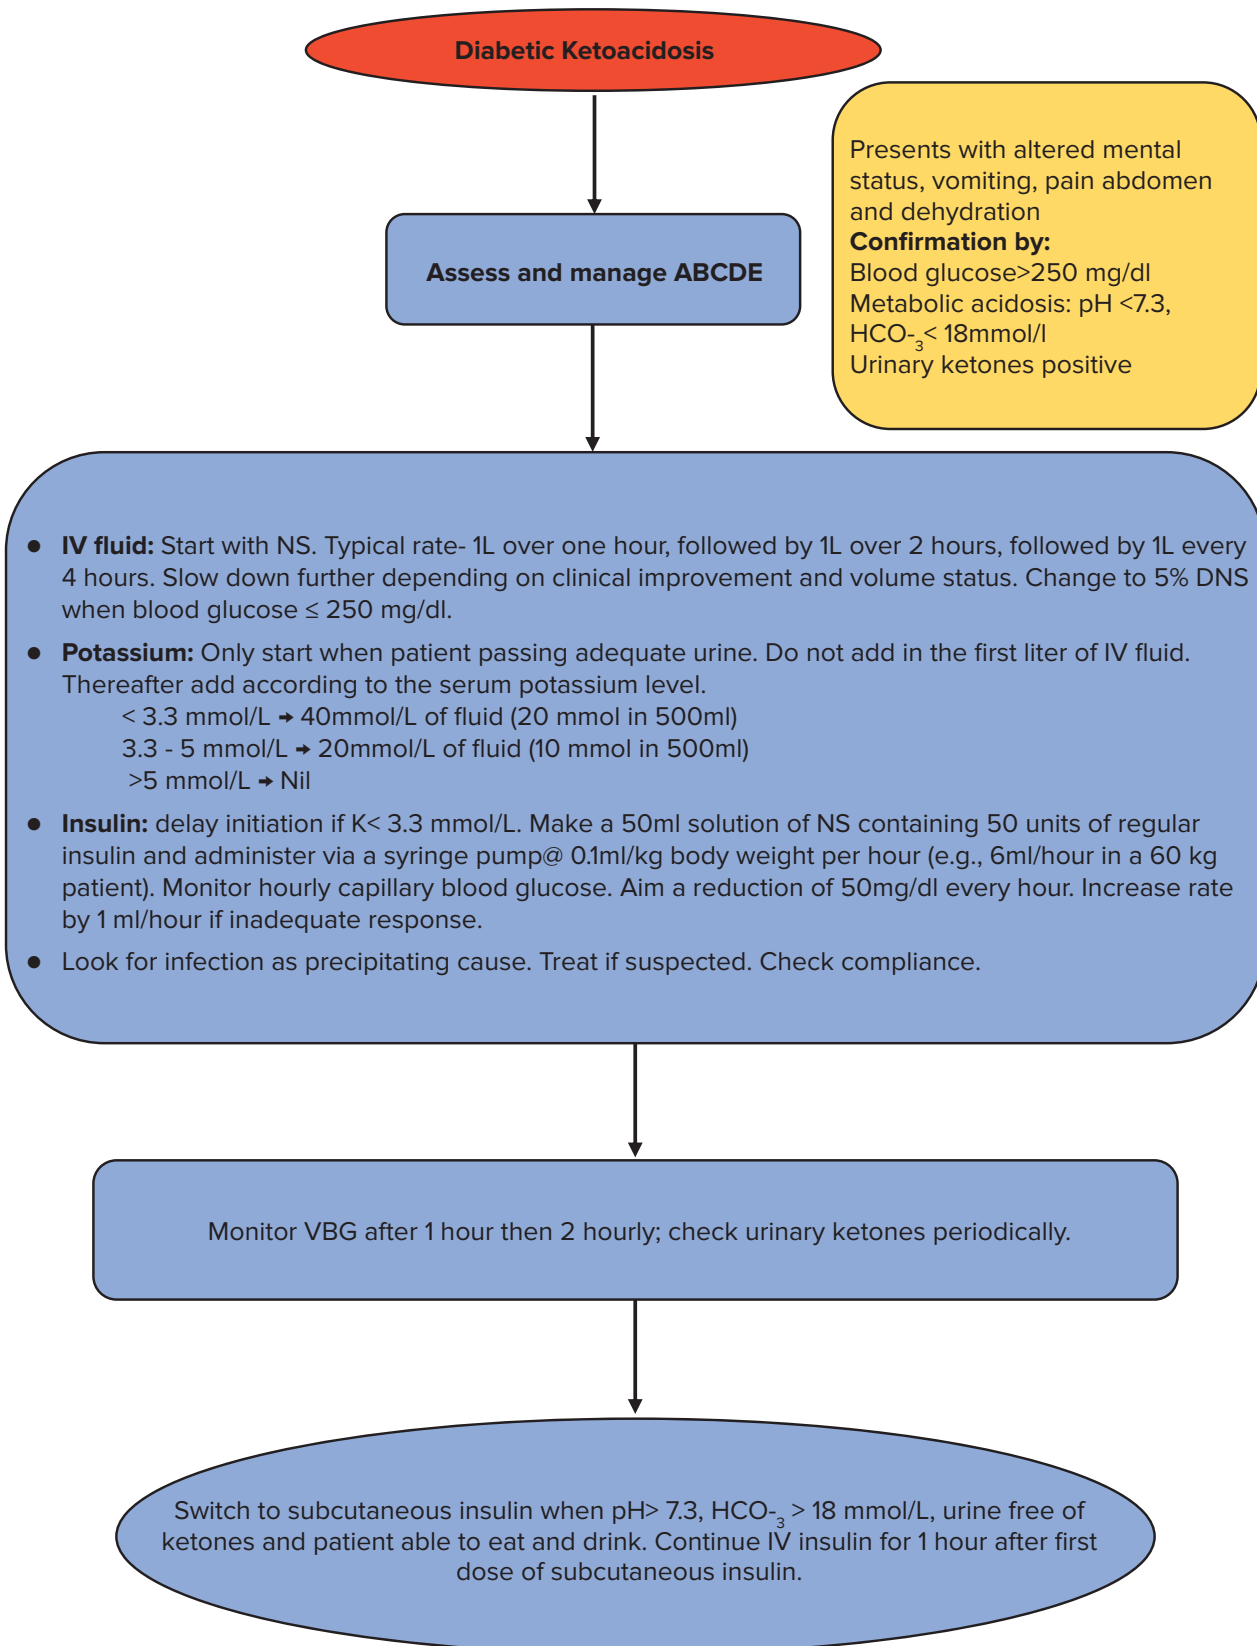 Diabetic Ketoacidosis
Presents with altered mental
status, vomiting, pain abdomen
and dehydration
Confirmation by:
Blood glucose>250 mg/dl
Metabolic acidosis: pH <7.3,
HCO-₃< 18mmol/l
Urinary ketones positive
Assess and manage ABCDE
● IV fluid: Start with NS. Typical rate- 1L over one hour, followed by 1L over 2 hours, followed by 1L every
4 hours. Slow down further depending on clinical improvement and volume status. Change to 5% DNS
when blood glucose ≤ 250 mg/dl.
● Potassium: Only start when patient passing adequate urine. Do not add in the first liter of IV fluid.
Thereafter add according to the serum potassium level.
< 3.3 mmol/L → 40mmol/L of fluid (20 mmol in 500ml)
3.3 - 5 mmol/L → 20mmol/L of fluid (10 mmol in 500ml)
>5 mmol/L → Nil
● Insulin: delay initiation if K< 3.3 mmol/L. Make a 50ml solution of NS containing 50 units of regular
insulin and administer via a syringe pump@ 0.1ml/kg body weight per hour (e.g., 6ml/hour in a 60 kg
patient). Monitor hourly capillary blood glucose. Aim a reduction of 50mg/dl every hour. Increase rate
by 1 ml/hour if inadequate response.
● Look for infection as precipitating cause. Treat if suspected. Check compliance.
Monitor VBG after 1 hour then 2 hourly; check urinary ketones periodically.
Switch to subcutaneous insulin when pH> 7.3, HCO-₃ > 18 mmol/L, urine free of
ketones and patient able to eat and drink. Continue IV insulin for 1 hour after first
dose of subcutaneous insulin.